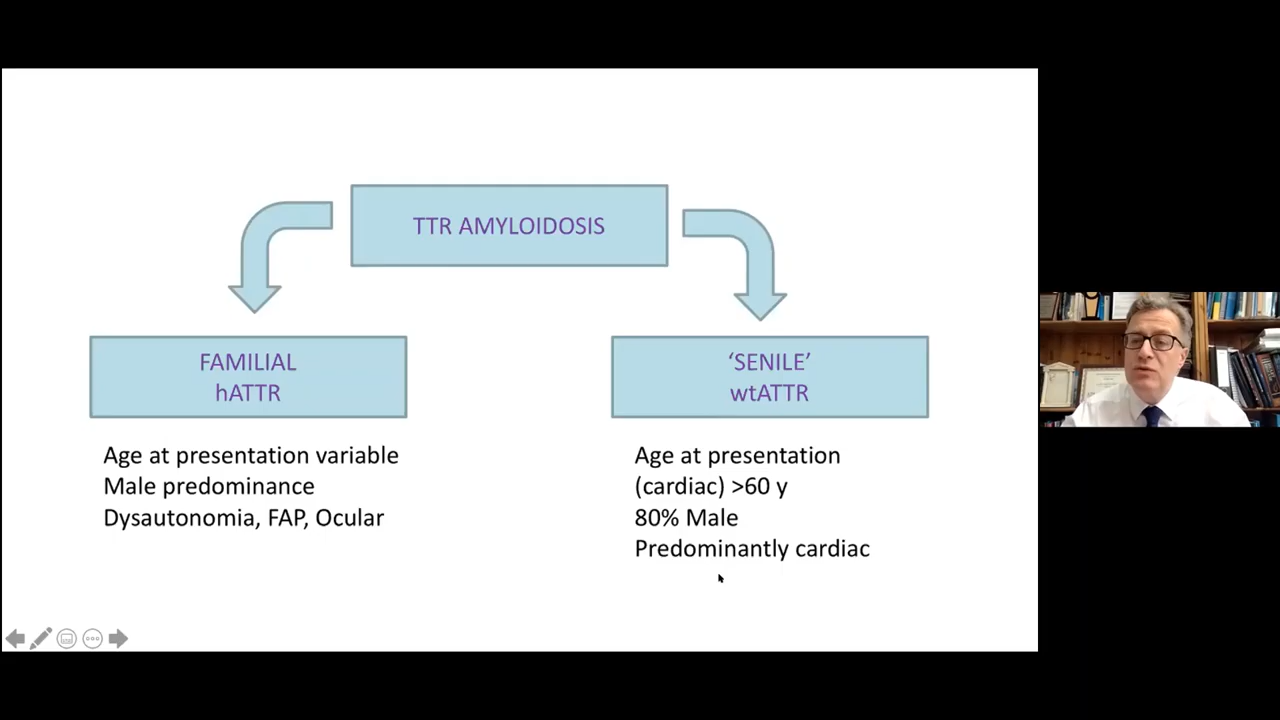 TTR AMYLOIDOSIS
FAMILIAL
hATTR
Age at presentation variable
Male predominance
Dysautonomia, FAP, Ocular
‘SENILE’
wtATTR
Age at presentation
(cardiac) >60 y
80% Male
Predominantly cardiac